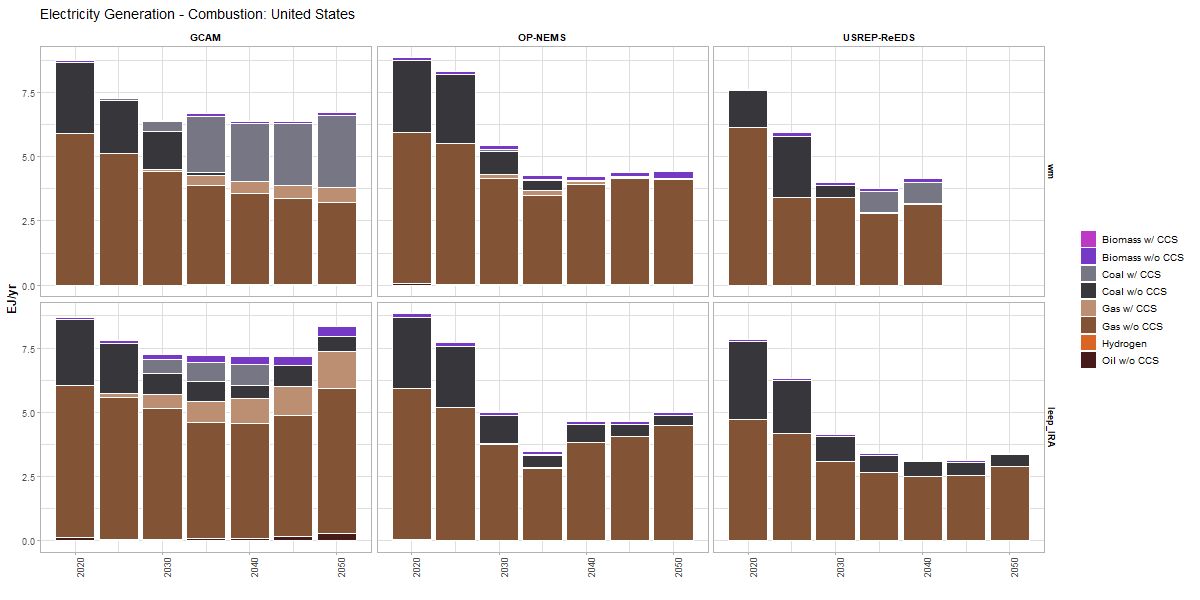 Electricity Generation - Combustion: United States
GCAM
OP-NEMS
USREP-ReEDS
EJ/yr
7.5
5.0
2.5
0.0
wm
7.5
5.0
2.5
0.0
leep_IRA
2020
2030
2040
2050
2020
2030
2040
2050
2020
2030
2040
2050
Biomass w/ CCS
Biomass w/o CCS
Coal w/ CCS
Coal w/o CCS
Gas w/ CCS
Gas w/o CCS
Hydrogen
Oil w/o CCS